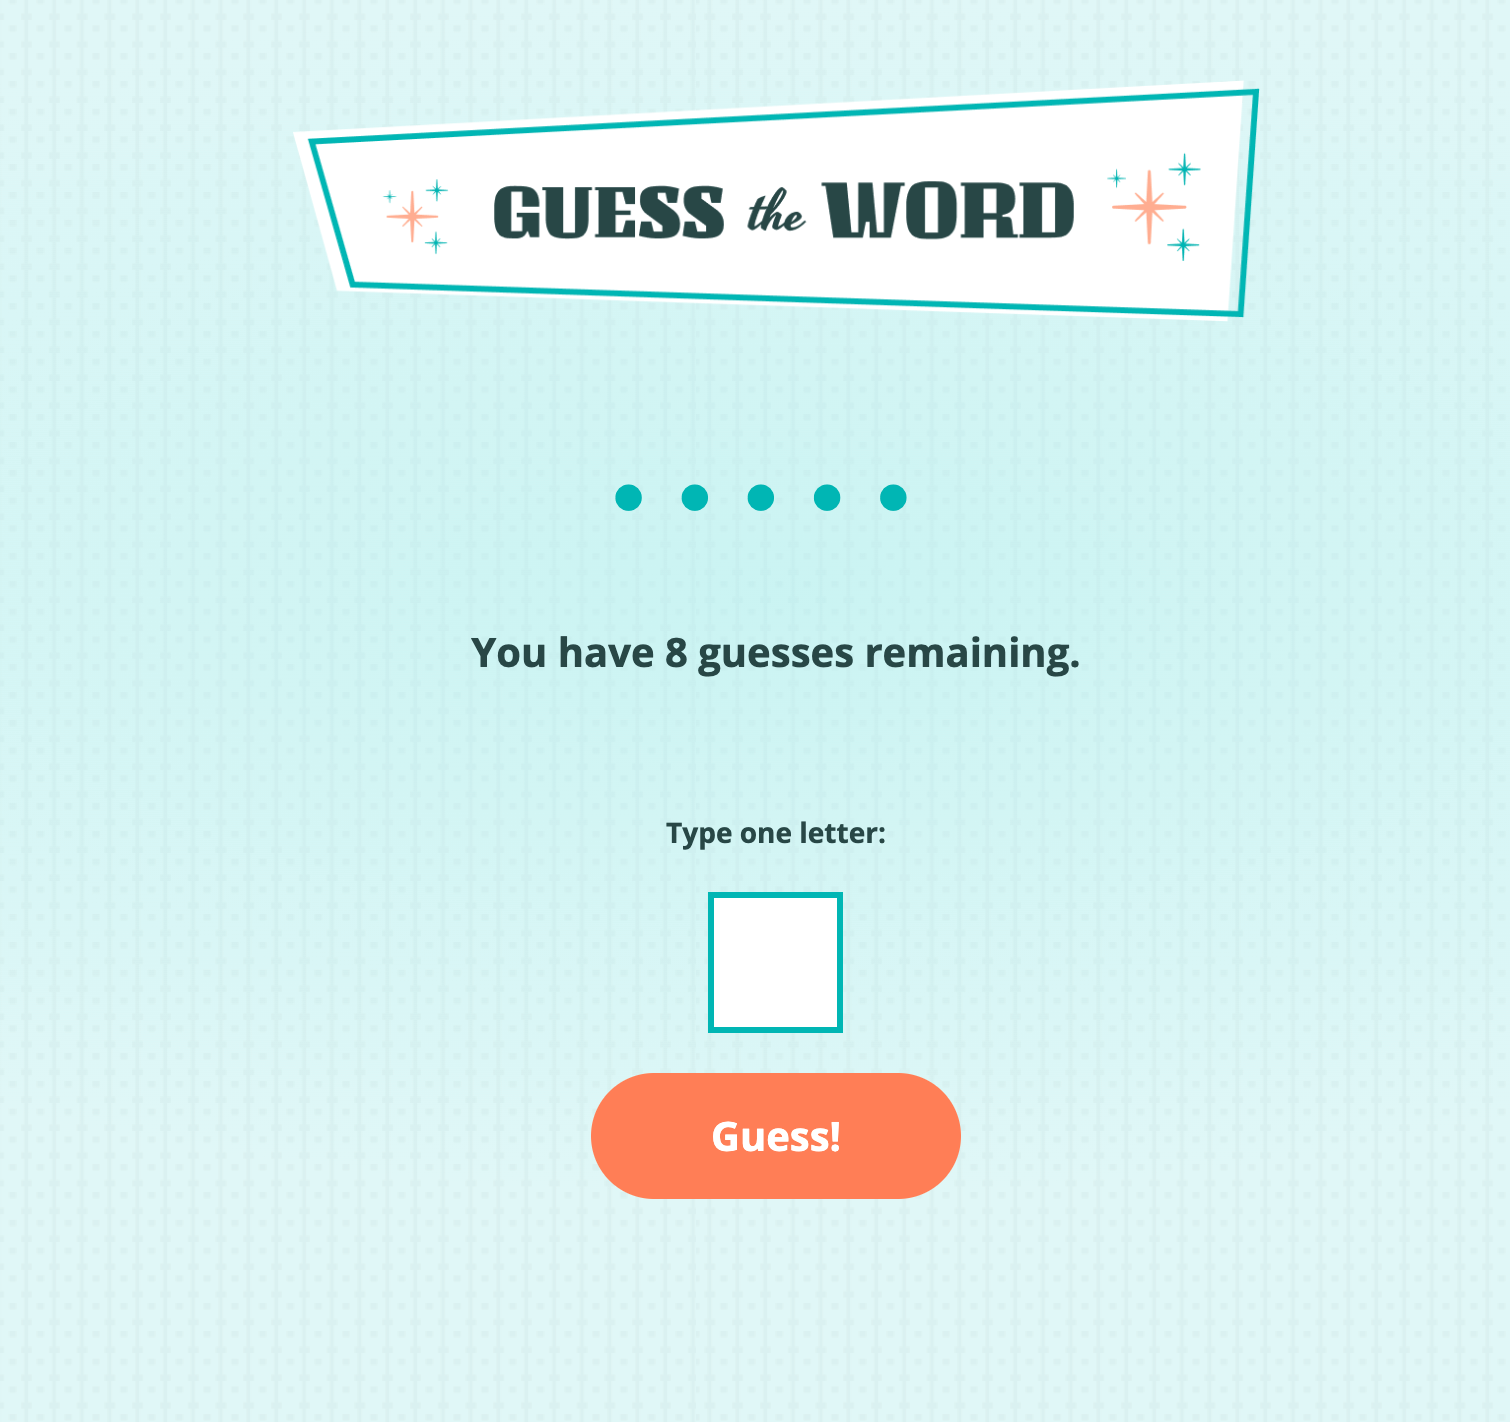 GUESS the WORD
● ● ● ● ●
You have 8 guesses remaining.
Type one letter:
Guess!